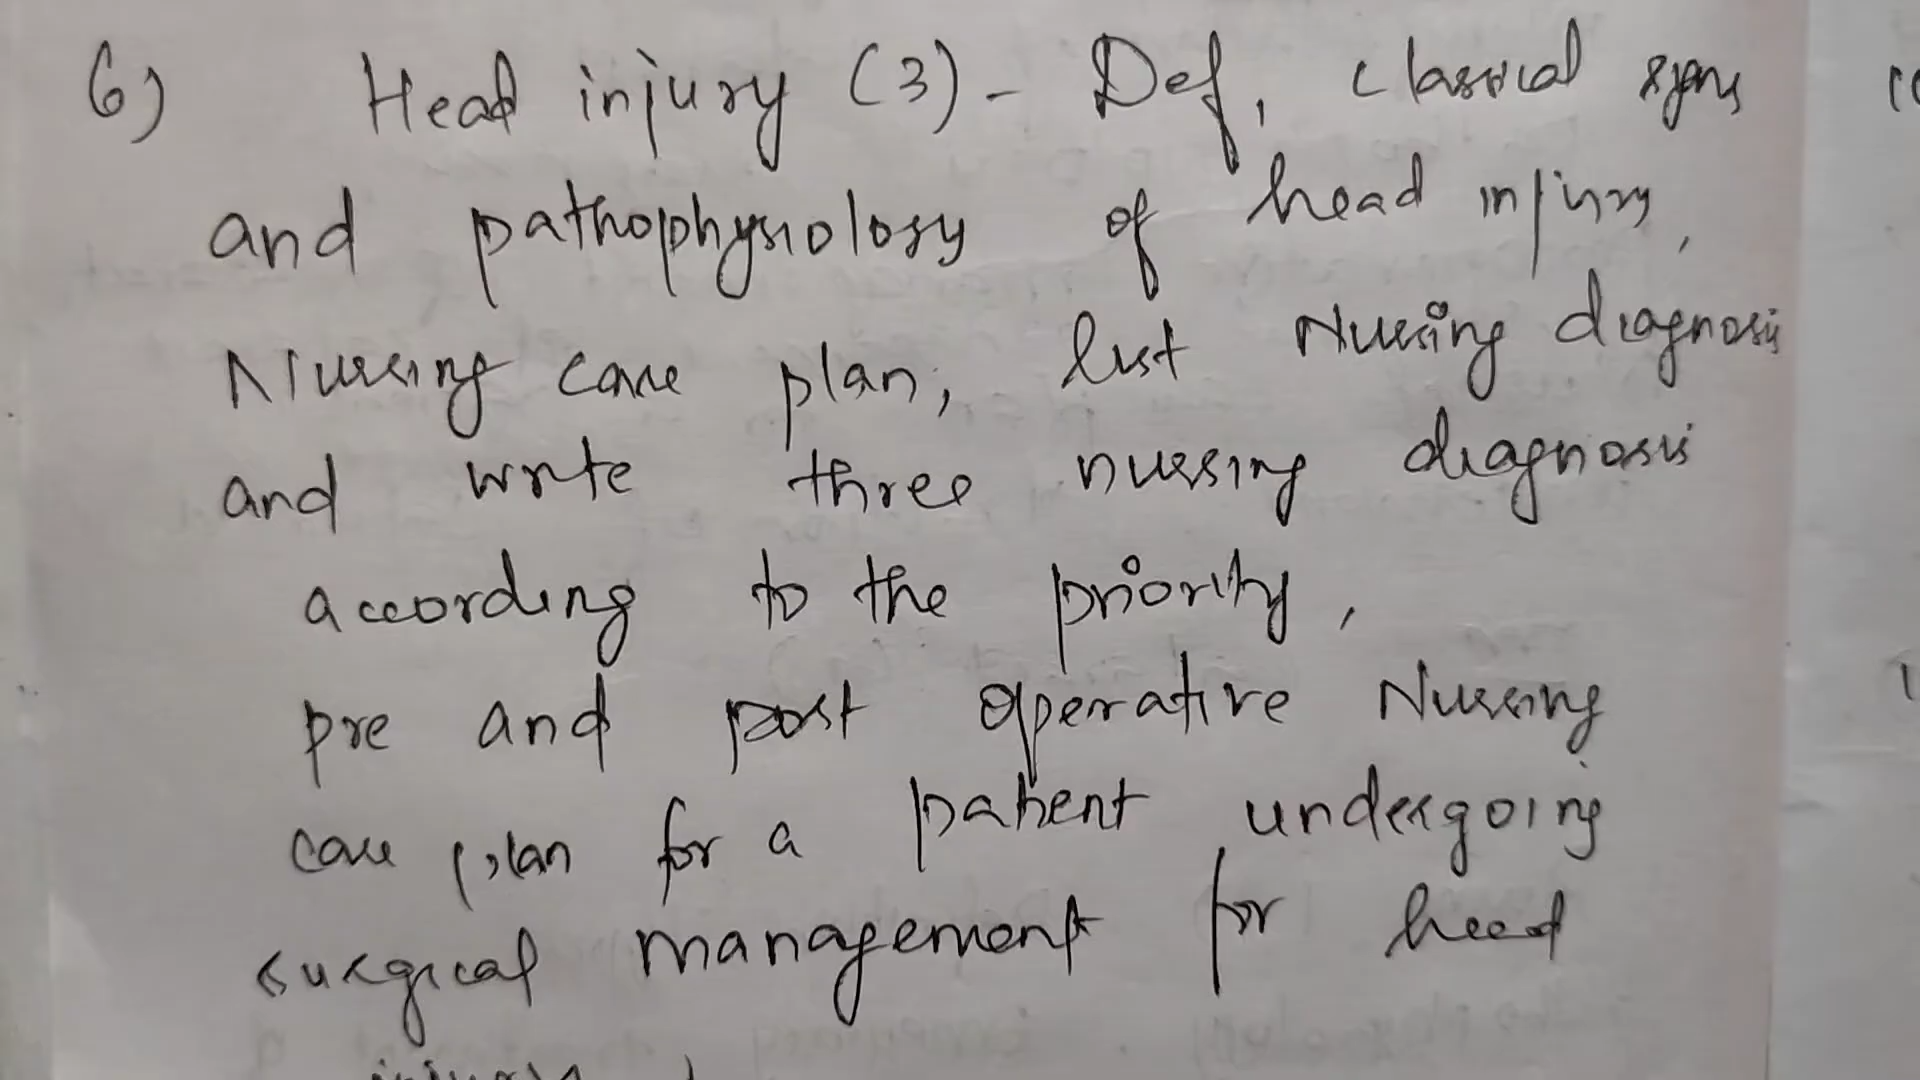 6) Head injury (3) - Def, classical signs
and pathophysiology of head injury,
Nursing care plan, list Nursing diagnosis
and write three nursing diagnosis
according to the priority,
pre and post operative Nursing
care plan for a patient undergoing
surgical management for head